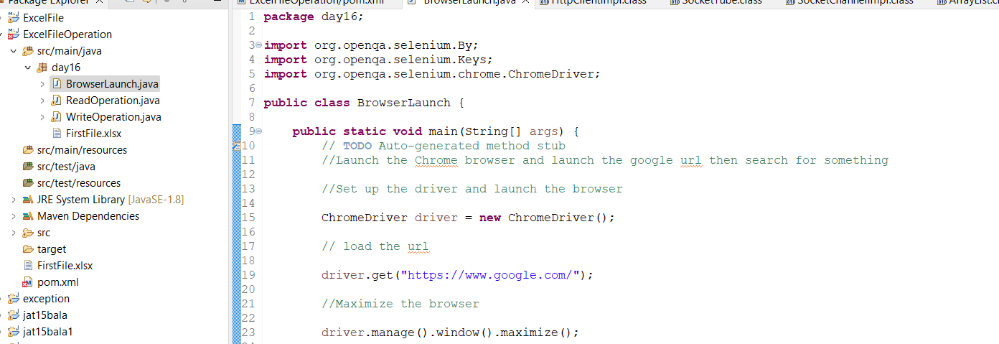 Package Explorer
ExcelFile
ExcelFileOperation
src/main/java
day16
BrowserLaunch.java
ReadOperation.java
WriteOperation.java
FirstFile.xlsx
src/main/resources
src/test/java
src/test/resources
JRE System Library [JavaSE-1.8]
Maven Dependencies
src
target
FirstFile.xlsx
pom.xml
exception
jat15bala
jat15bala1
ExcelFileOperation/pom.xml BrowserLaunch.java HttpClientImpl.class SocketTube.class SocketChannelImpl.class ArrayList.c
1 package day16;
2
3 import org.openqa.selenium.By;
4 import org.openqa.selenium.Keys;
5 import org.openqa.selenium.chrome.ChromeDriver;
6
7 public class BrowserLaunch {
8
9 public static void main(String[] args) {
10 // TODO Auto-generated method stub
11 //Launch the Chrome browser and launch the google url then search for something
12
13 //Set up the driver and launch the browser
14
15 ChromeDriver driver = new ChromeDriver();
16
17 // load the url
18
19 driver.get("https://www.google.com/");
20
21 //Maximize the browser
22
23 driver.manage().window().maximize();